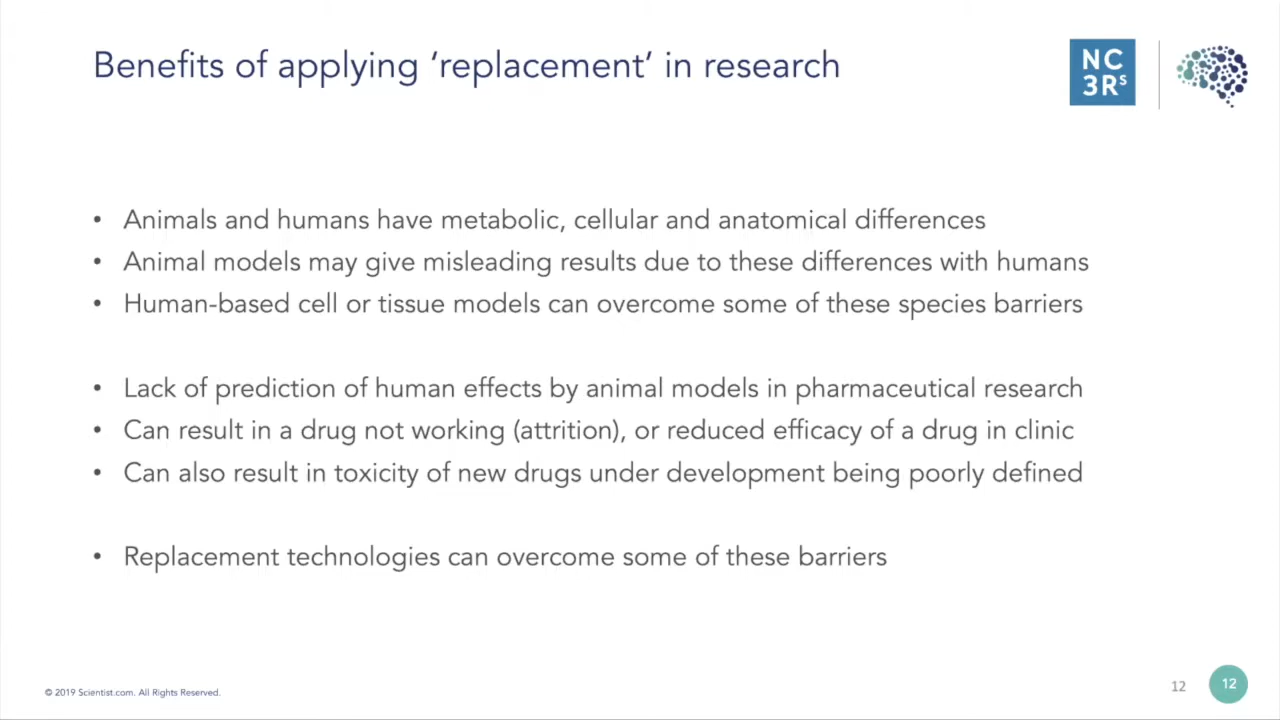 Benefits of applying ‘replacement’ in research
NC
3Rs
• Animals and humans have metabolic, cellular and anatomical differences
• Animal models may give misleading results due to these differences with humans
• Human-based cell or tissue models can overcome some of these species barriers
• Lack of prediction of human effects by animal models in pharmaceutical research
• Can result in a drug not working (attrition), or reduced efficacy of a drug in clinic
• Can also result in toxicity of new drugs under development being poorly defined
• Replacement technologies can overcome some of these barriers
© 2019 Scientist.com. All Rights Reserved.
12
12